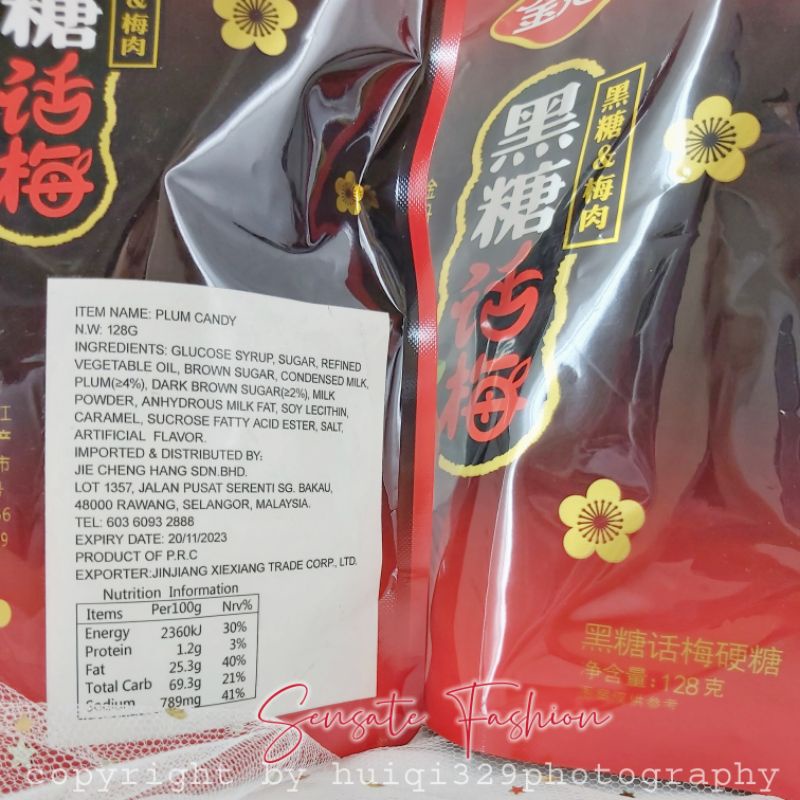 糖
话梅
&梅肉
黑糖&梅肉
黑糖
话梅
ITEM NAME: PLUM CANDY
N.W: 128G
INGREDIENTS: GLUCOSE SYRUP, SUGAR, REFINED
VEGETABLE OIL, BROWN SUGAR, CONDENSED MILK,
PLUM(≥4%), DARK BROWN SUGAR(≥2%), MILK
POWDER, ANHYDROUS MILK FAT, SOY LECITHIN,
CARAMEL, SUCROSE FATTY ACID ESTER, SALT,
ARTIFICIAL FLAVOR.
IMPORTED & DISTRIBUTED BY:
JIE CHENG HANG SDN.BHD.
LOT 1357, JALAN PUSAT SERENTI SG. BAKAU,
48000 RAWANG, SELANGOR, MALAYSIA.
TEL: 603 6093 2888
EXPIRY DATE: 20/11/2023
PRODUCT OF P.R.C
EXPORTER:JINJIANG XIEXIANG TRADE CORP., LTD.
Nutrition Information
Items Per100g Nrv%
Energy 2360kJ 30%
Protein 1.2g 3%
Fat 25.3g 40%
Total Carb 69.3g 21%
Sodium 789mg 41%
黑糖话梅硬糖
净含量:128克
Sensate Fashion
copyright by huiqi329photography